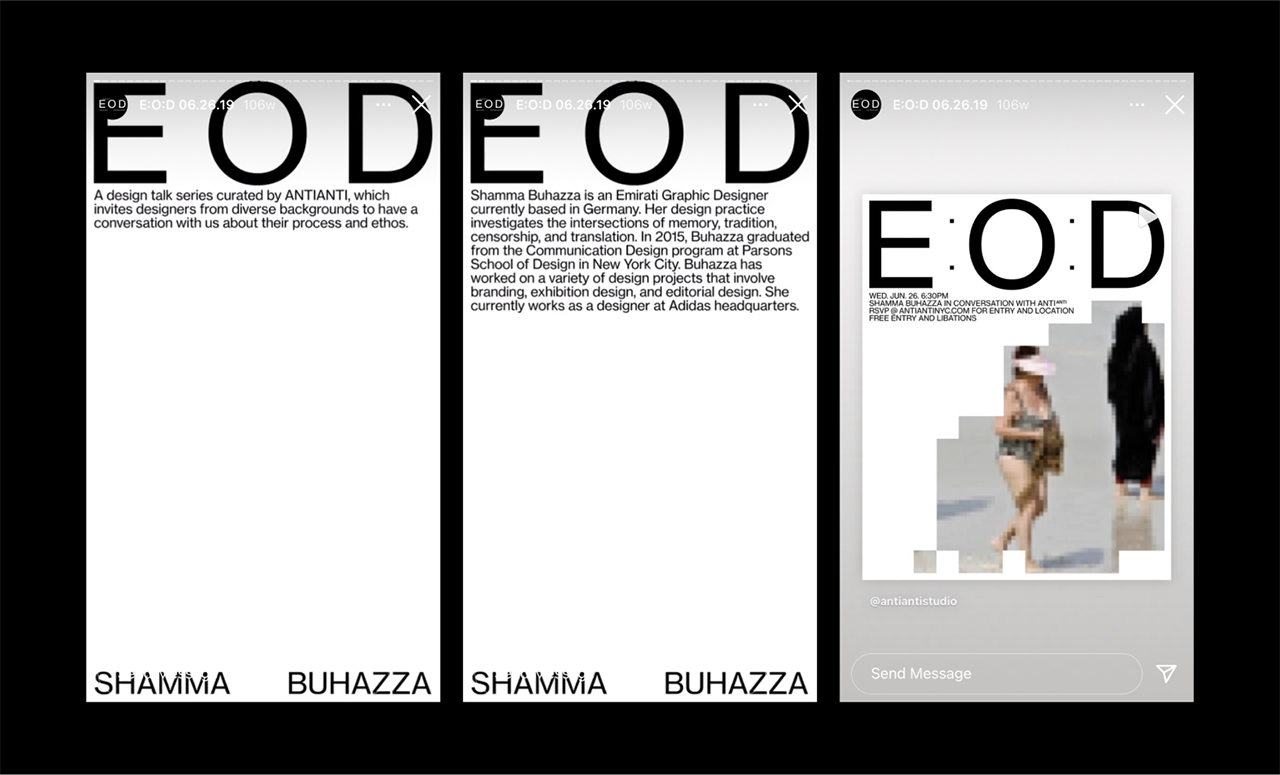 E O D
EOD E:O:D 06.26.19 106w
A design talk series curated by ANTIANTI, which
invites designers from diverse backgrounds to have a
conversation with us about their process and ethos.
SHAMMA BUHAZZA
E O D
EOD E:O:D 06.26.19 106w
Shamma Buhazza is an Emirati Graphic Designer
currently based in Germany. Her design practice
investigates the intersections of memory, tradition,
censorship, and translation. In 2015, Buhazza graduated
from the Communication Design program at Parsons
School of Design in New York City. Buhazza has
worked on a variety of design projects that involve
branding, exhibition design, and editorial design. She
currently works as a designer at Adidas headquarters.
SHAMMA BUHAZZA
EOD E:O:D 06.26.19 106w
E:O:D
WED. JUN. 26. 6:30PM
SHAMMA BUHAZZA IN CONVERSATION WITH ANTIANTI
RSVP @ ANTIANTINYC.COM FOR ENTRY AND LOCATION
FREE ENTRY AND LIBATIONS
@antiantistudio
Send Message